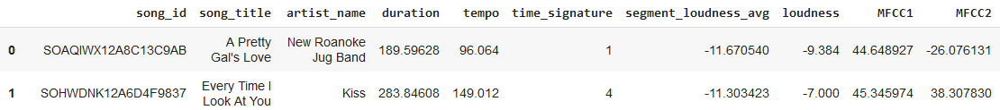 song_id song_title artist_name duration tempo time_signature segment_loudness_avg loudness MFCC1 MFCC2
0 SOAQIWX12A8C13C9AB A Pretty Gal's Love New Roanoke Jug Band 189.59628 96.064 1 -11.670540 -9.384 44.648927 -26.076131
1 SOHWDNK12A6D4F9837 Every Time I Look At You Kiss 283.84608 149.012 4 -11.303423 -7.000 45.345974 38.307830